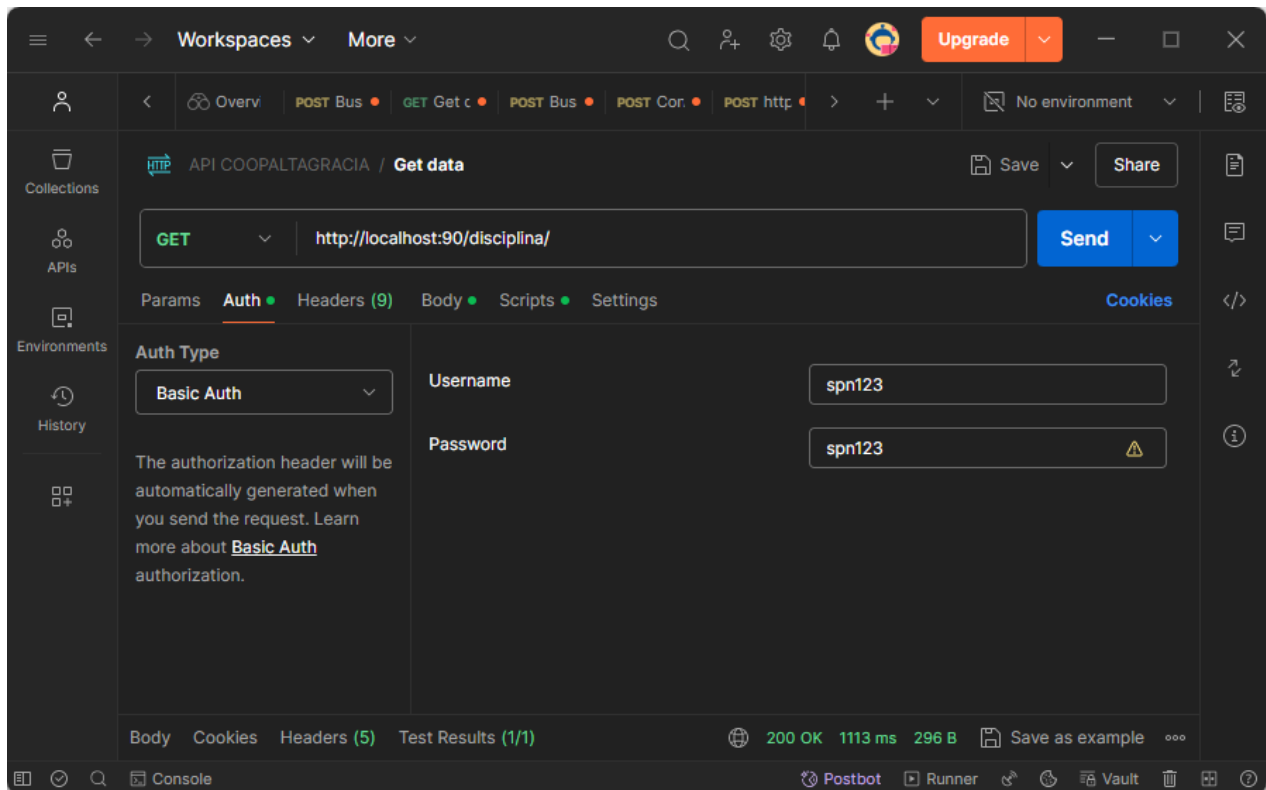 Workspaces More Upgrade
Overvi POST Bus GET Get c POST Bus POST Cor. POST http No environment
HTTP API COOPALTAGRACIA / Get data Save Share
Collections
GET http://localhost:90/disciplina/ Send
APIs
Params Auth Headers (9) Body Scripts Settings Cookies
Environments
Auth Type
Basic Auth
Username spn123
History
Password spn123
The authorization header will be
automatically generated when
you send the request. Learn
more about Basic Auth
authorization.
Body Cookies Headers (5) Test Results (1/1) 200 OK 1113 ms 296 B Save as example
Console Postbot Runner Vault